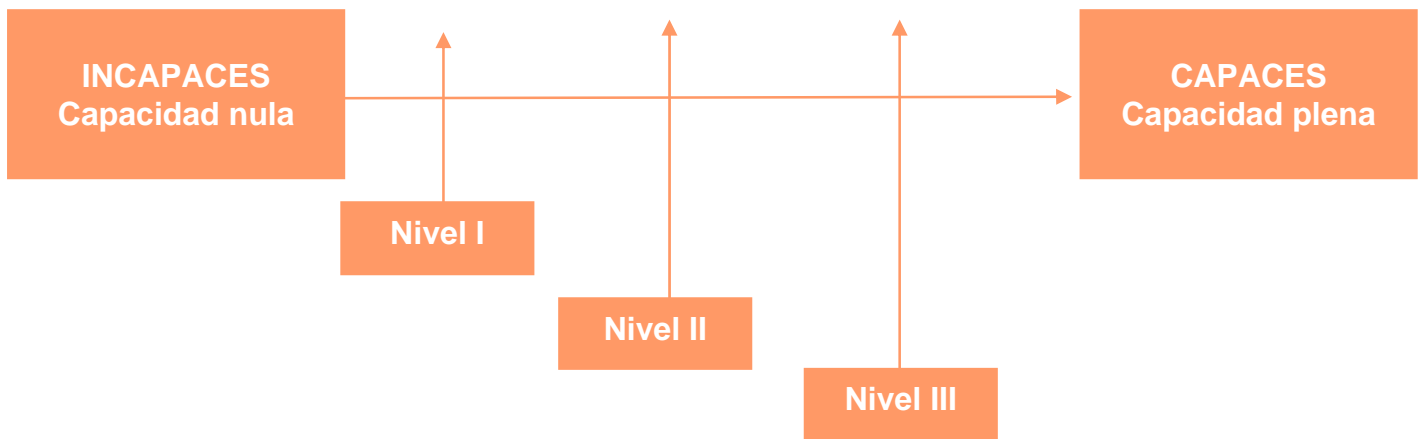 INCAPACES
Capacidad nula
CAPACES
Capacidad plena
Nivel I
Nivel II
Nivel III